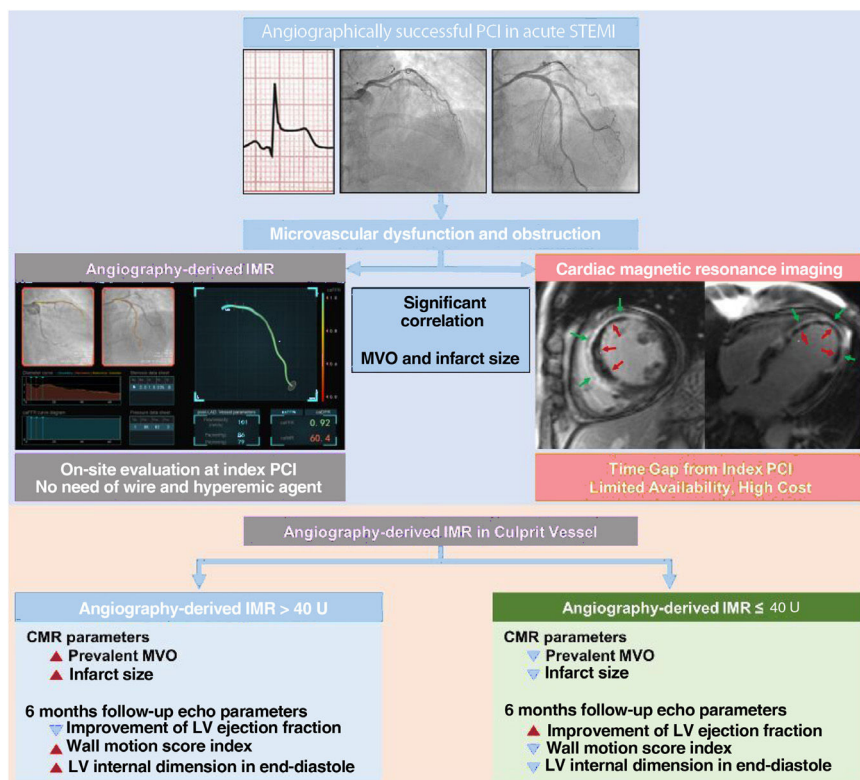 Angiographically successful PCI in acute STEMI
Microvascular dysfunction and obstruction
Angiography-derived IMR
Cardiac magnetic resonance imaging
Significant
correlation
MVO and infarct size
0.92
60.4
On-site evaluation at index PCI
No need of wire and hyperemic agent
Time Gap from Index PCI
Limited Availability, High Cost
Angiography-derived IMR in Culprit Vessel
Angiography-derived IMR > 40 U
CMR parameters
Prevalent MVO
Infarct size
6 months follow-up echo parameters
Improvement of LV ejection fraction
Wall motion score index
LV internal dimension in end-diastole
Angiography-derived IMR ≤ 40 U
CMR parameters
Prevalent MVO
Infarct size
6 months follow-up echo parameters
Improvement of LV ejection fraction
Wall motion score index
LV internal dimension in end-diastole